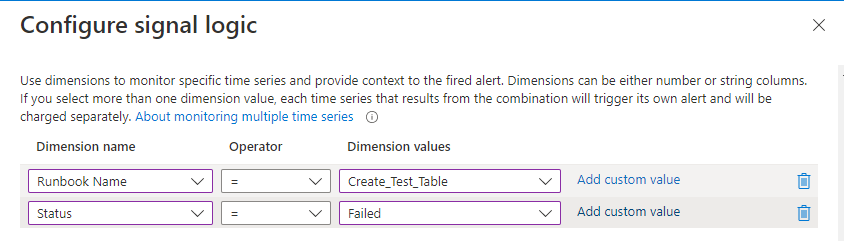 Configure signal logic
Use dimensions to monitor specific time series and provide context to the fired alert. Dimensions can be either number or string columns.
If you select more than one dimension value, each time series that results from the combination will trigger its own alert and will be
charged separately. About monitoring multiple time series
Dimension name Operator Dimension values
Runbook Name = Create_Test_Table Add custom value
Status = Failed Add custom value